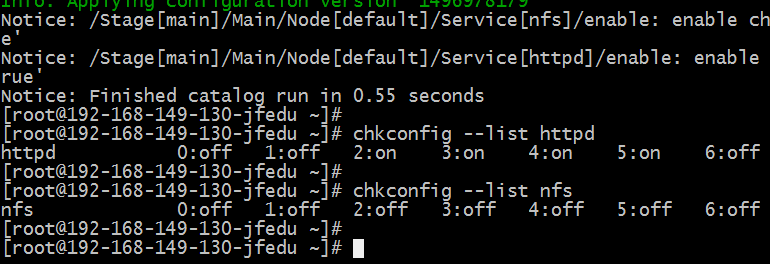 Info: Applying configuration version '1496978179'
Notice: /Stage[main]/Main/Node[default]/Service[nfs]/enable: enable ch
e'
Notice: /Stage[main]/Main/Node[default]/Service[httpd]/enable: enable
rue'
Notice: Finished catalog run in 0.55 seconds
[root@192-168-149-130-jfedu ~]#
[root@192-168-149-130-jfedu ~]# chkconfig --list httpd
httpd 0:off 1:off 2:on 3:on 4:on 5:on 6:off
[root@192-168-149-130-jfedu ~]#
[root@192-168-149-130-jfedu ~]# chkconfig --list nfs
nfs 0:off 1:off 2:off 3:off 4:off 5:off 6:off
[root@192-168-149-130-jfedu ~]#
[root@192-168-149-130-jfedu ~]#